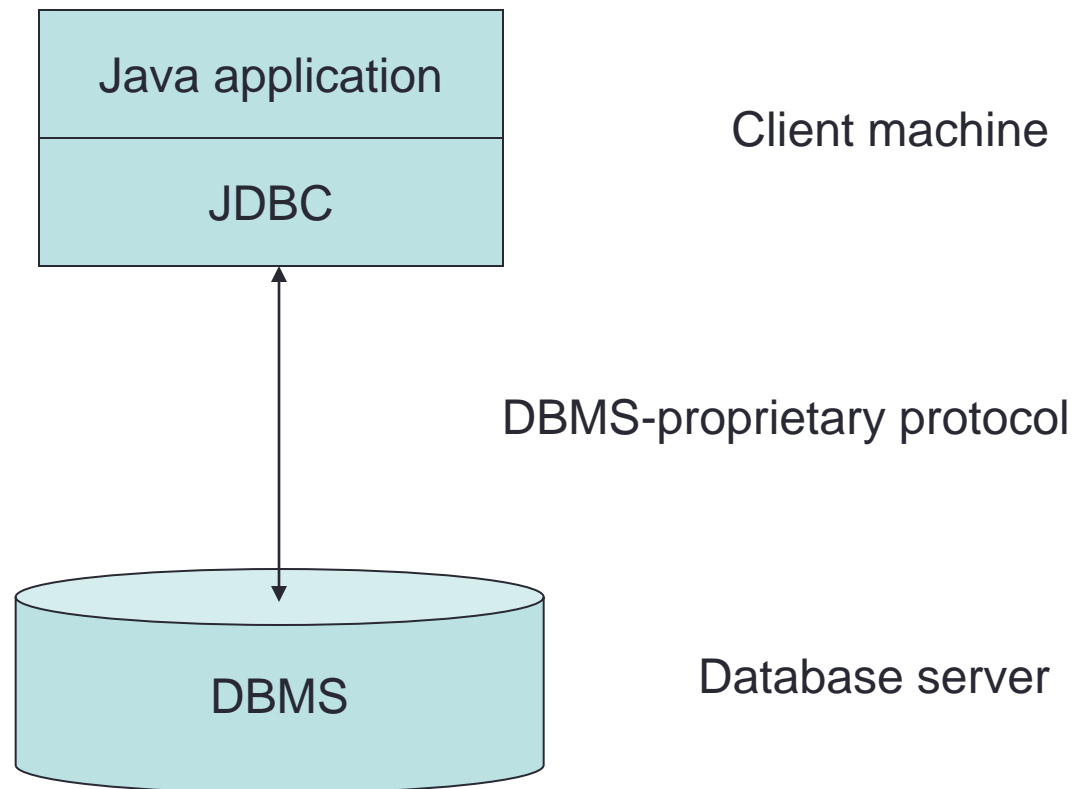 Java application
Client machine
JDBC
DBMS-proprietary protocol
Database server
DBMS